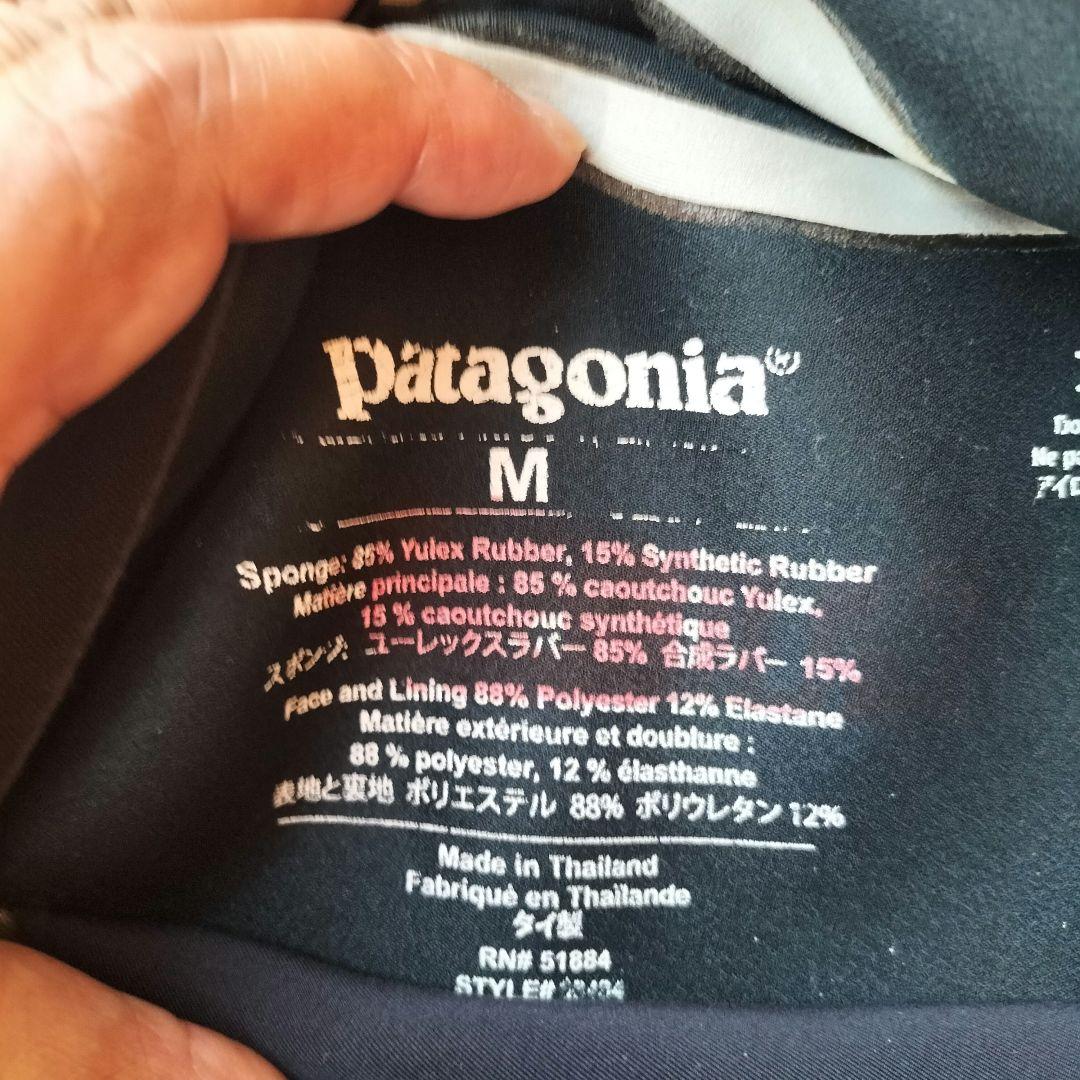 patagonia®
M
Sponge: 85% Yulex Rubber, 15% Synthetic Rubber
Matière principale : 85 % caoutchouc Yulex,
15 % caoutchouc synthétique
スポンジ: ユーレックスラバー 85% 合成ラバー 15%
Face and Lining 88% Polyester 12% Elastane
Matière extérieure et doublure :
88 % polyester, 12 % élasthanne
表地と裏地 ポリエステル 88% ポリウレタン 12%
Made in Thailand
Fabriqué en Thaïlande
タイ製
RN# 51884
STYLE#
Ne